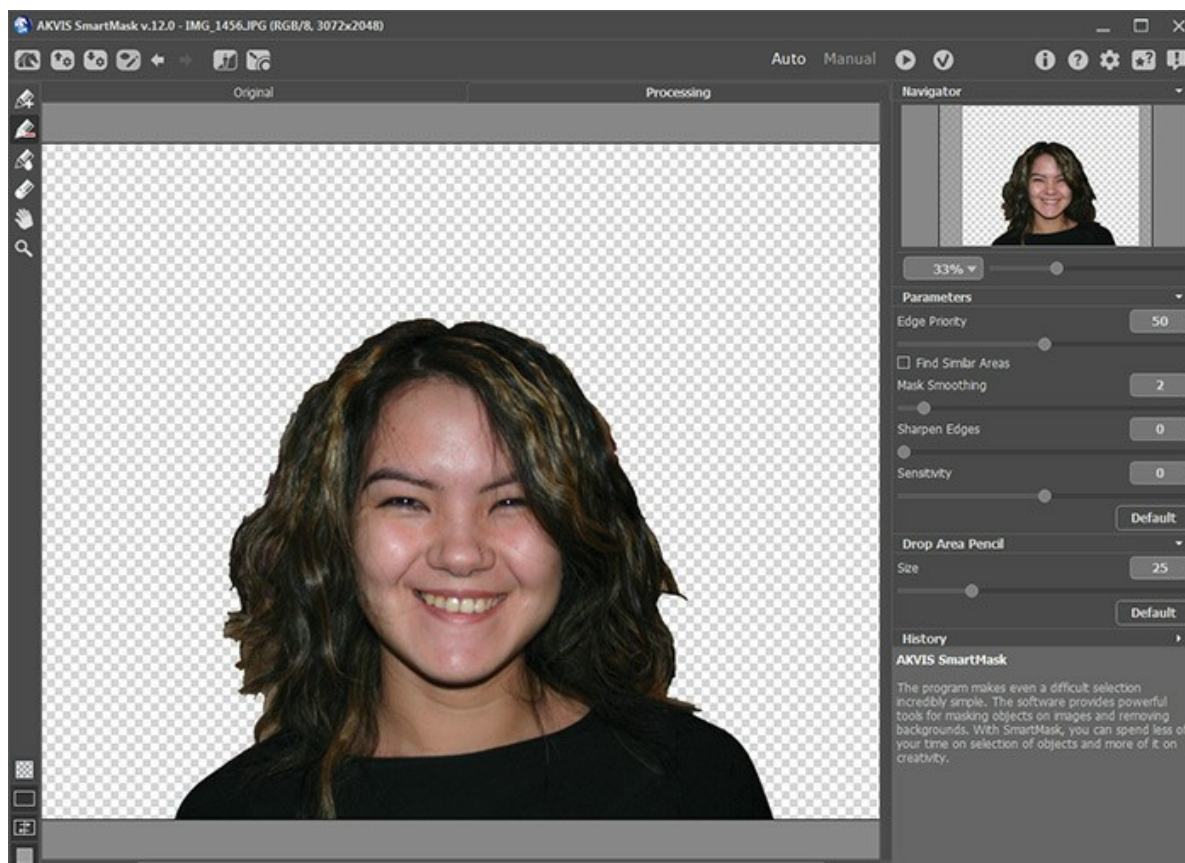 AKVIS SmartMask v.12.0 - IMG_1456.JPG (RGB/8, 3072x2048)
Auto Manual
Original Processing
Navigator
33%
Parameters
Edge Priority 50
Find Similar Areas
Mask Smoothing 2
Sharpen Edges 0
Sensitivity 0
Default
Drop Area Pencil
Size 25
Default
History
AKVIS SmartMask
The program makes even a difficult selection
incredibly simple. The software provides powerful
tools for masking objects on images and removing
backgrounds. With SmartMask, you can spend less of
your time on selection of objects and more of it on
creativity.